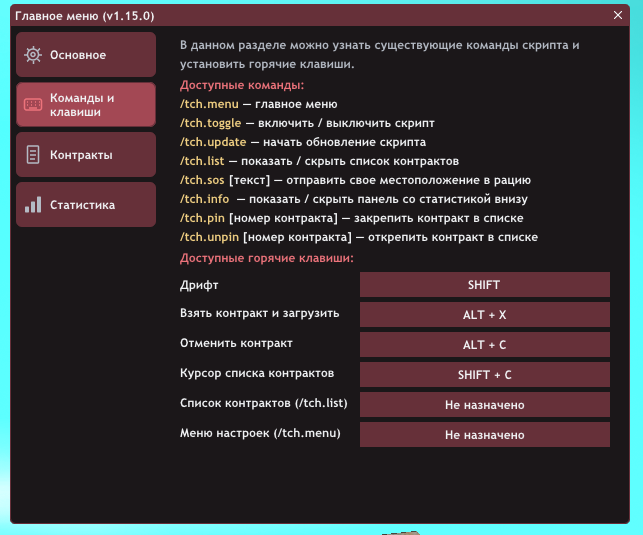 Главное меню (v1.15.0)
Основное
Команды и
клавиши
Контракты
Статистика
В данном разделе можно узнать существующие команды скрипта и
установить горячие клавиши.
Доступные команды:
/tch.menu — главное меню
/tch.toggle — включить / выключить скрипт
/tch.update — начать обновление скрипта
/tch.list — показать / скрыть список контрактов
/tch.sos [текст] — отправить свое местоположение в рацию
/tch.info — показать / скрыть панель со статистикой внизу
/tch.pin [номер контракта] — закрепить контракт в списке
/tch.unpin [номер контракта] — открепить контракт в списке
Доступные горячие клавиши:
Дрифт SHIFT
Взять контракт и загрузить ALT + X
Отменить контракт ALT + C
Курсор списка контрактов SHIFT + C
Список контрактов (/tch.list) Не назначено
Меню настроек (/tch.menu) Не назначено